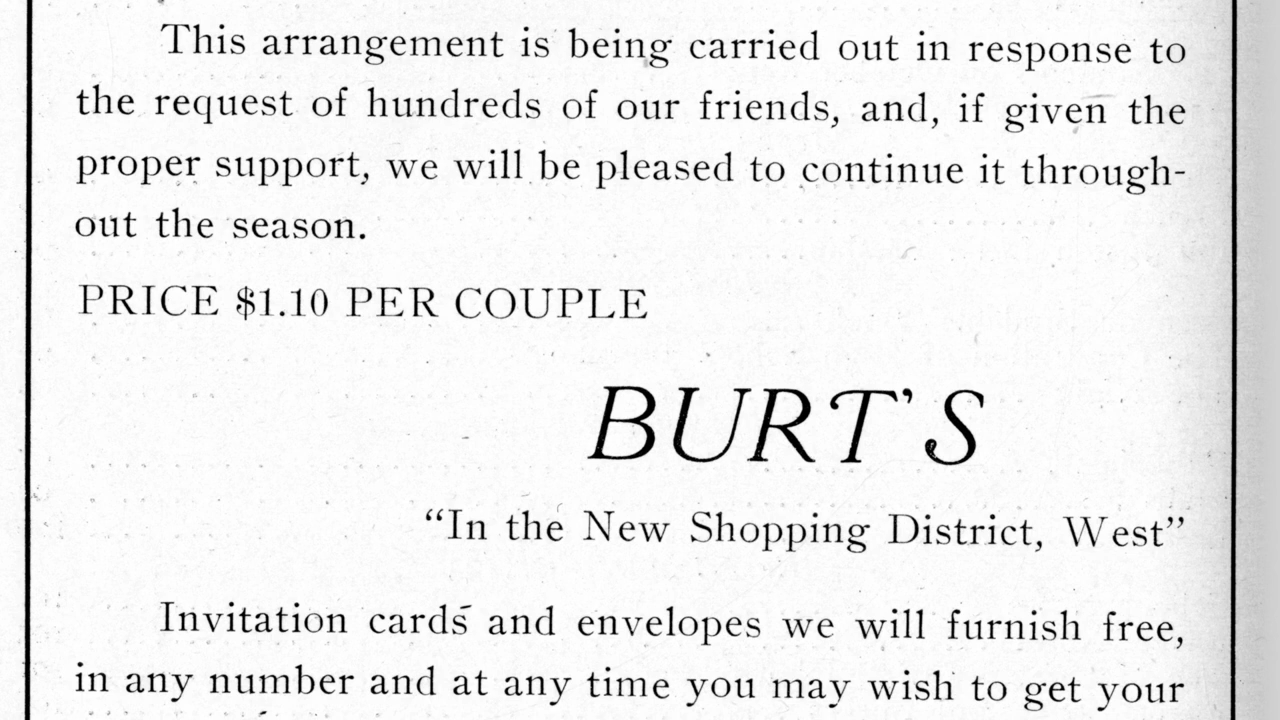 This arrangement is being carried out in response to
the request of hundreds of our friends, and, if given the
proper support, we will be pleased to continue it through-
out the season.
PRICE $1.10 PER COUPLE
BURT'S
“In the New Shopping District, West”
Invitation cards and envelopes we will furnish free,
in any number and at any time you may wish to get your